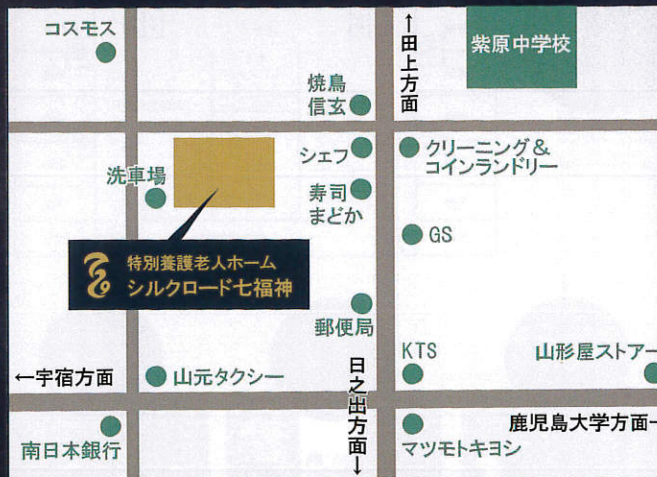 コスモス
↑田上方面
紫原中学校
焼鳥
信玄
シェフ
クリーニング&
コインランドリー
洗車場
寿司
まどか
GS
特別養護老人ホーム
シルクロード七福神
郵便局
KTS
山形屋ストアー
←宇宿方面
山元タクシー
日之出方面↓
鹿児島大学方面→
南日本銀行
マツモトキヨシ